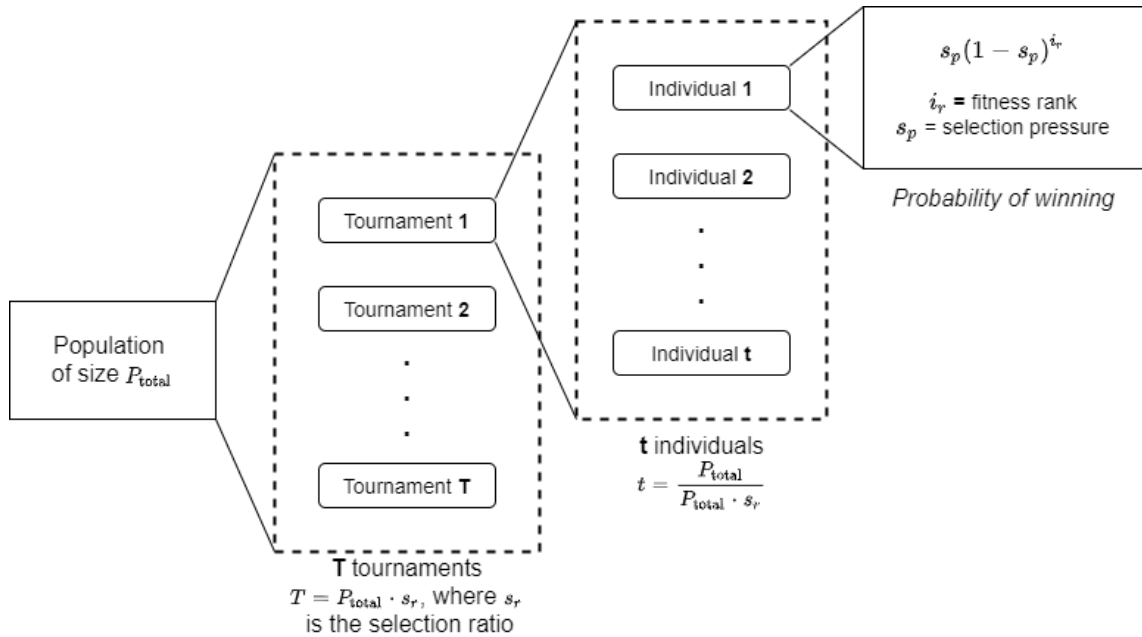 Population
of size P_total
Tournament 1
Tournament 2
.
.
.
Tournament T
T tournaments
T = P_total · s_r, where s_r
is the selection ratio
Individual 1
Individual 2
.
.
.
Individual t
t individuals
t = P_total / (P_total · s_r)
s_p(1 − s_p)^{i_r}
i_r = fitness rank
s_p = selection pressure
Probability of winning